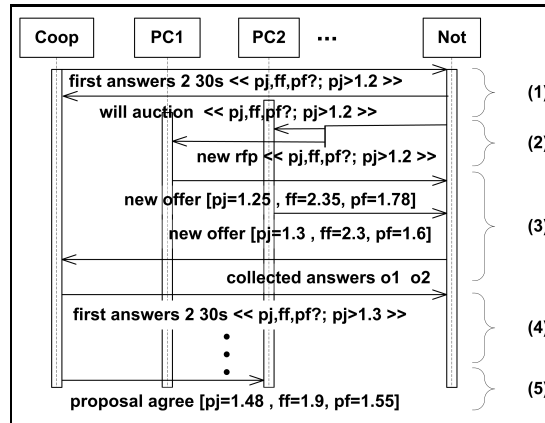 Coop PC1 PC2 ... Not
first answers 2 30s << pj,ff,pf?; pj>1.2 >>
(1)
will auction << pj,ff,pf?; pj>1.2 >>
(2)
new rfp << pj,ff,pf?; pj>1.2 >>
new offer [pj=1.25 , ff=2.35, pf=1.78]
(3)
new offer [pj=1.3 , ff=2.3, pf=1.6]
collected answers o1 o2
first answers 2 30s << pj,ff,pf?; pj>1.3 >>
(4)
(5)
proposal agree [pj=1.48 , ff=1.9, pf=1.55]